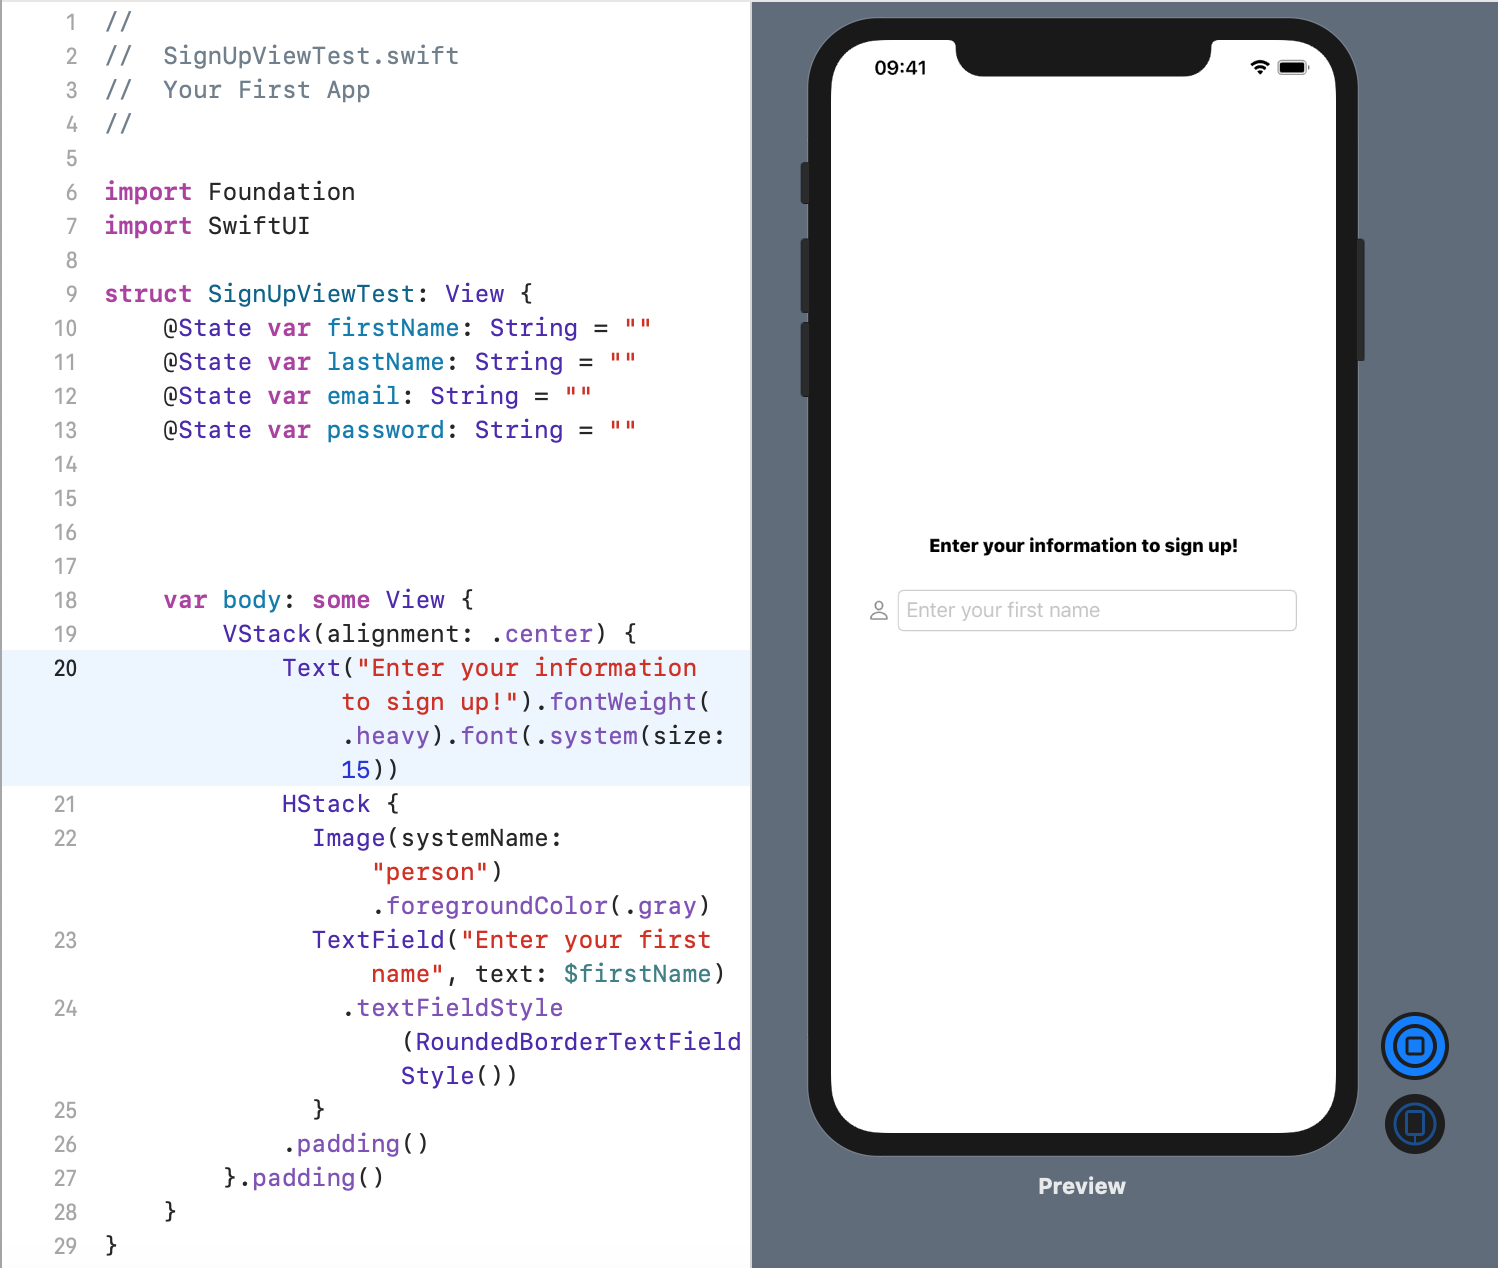 1 //
2 //  SignUpViewTest.swift
3 //  Your First App
4 //
5
6 import Foundation
7 import SwiftUI
8
9 struct SignUpViewTest: View {
10     @State var firstName: String = ""
11     @State var lastName: String = ""
12     @State var email: String = ""
13     @State var password: String = ""
14
15
16
17
18     var body: some View {
19         VStack(alignment: .center) {
20             Text("Enter your information
to sign up!").fontWeight(
.heavy).font(.system(size:
15))
21             HStack {
22               Image(systemName:
"person")
.foregroundColor(.gray)
23               TextField("Enter your first
name", text: $firstName)
24                 .textFieldStyle
(RoundedBorderTextField
Style())
25               }
26             .padding()
27         }.padding()
28     }
29 }
09:41
Enter your information to sign up!
Enter your first name
Preview